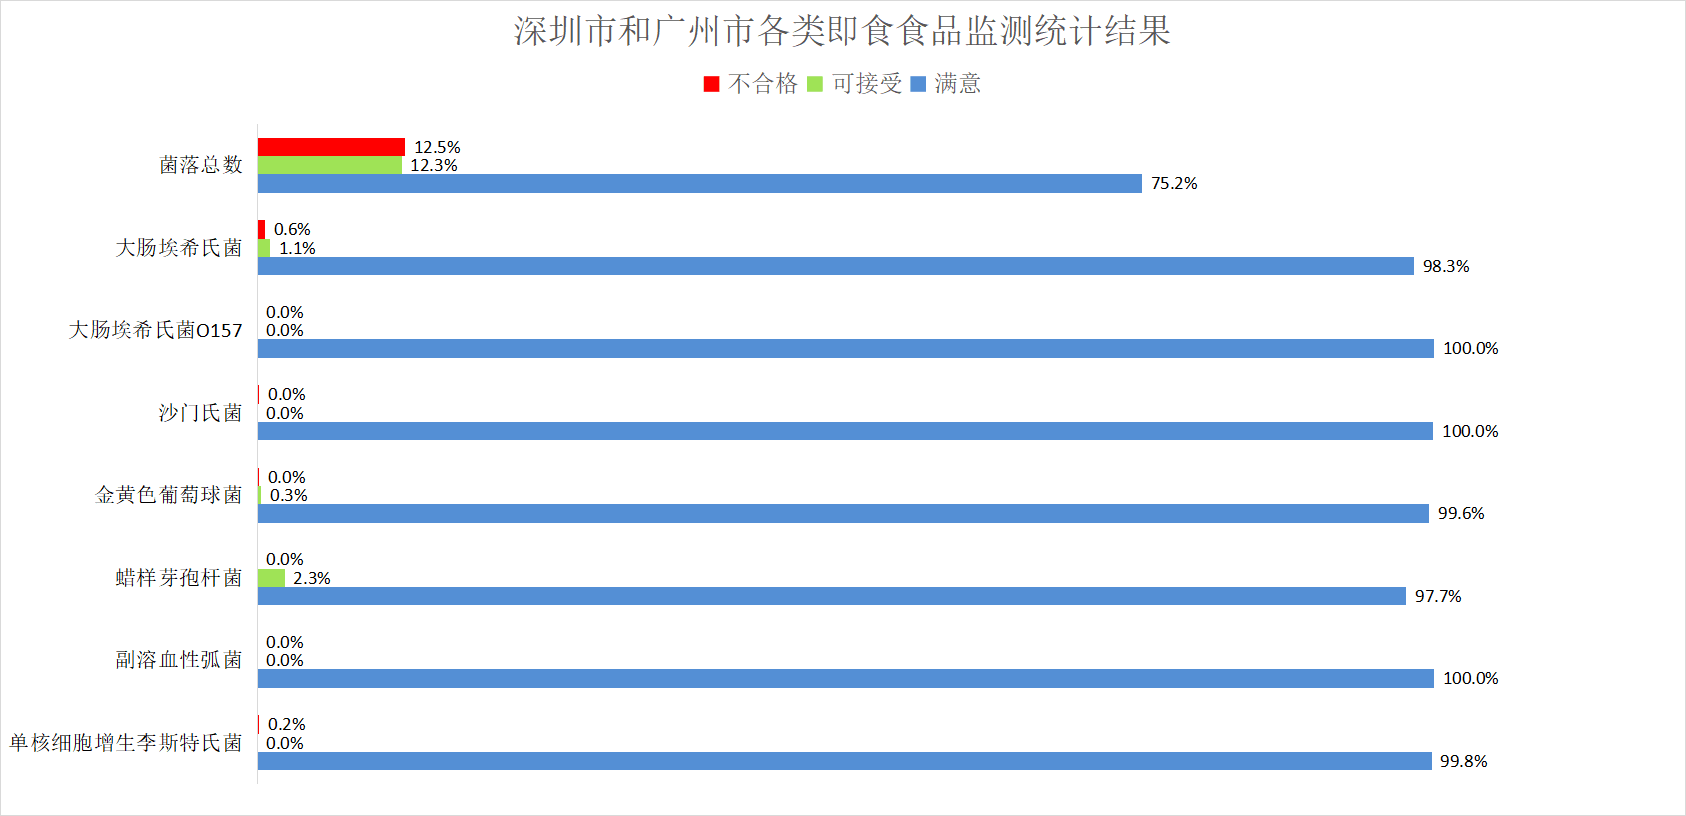 深圳市和广州市各类即食食品监测统计结果
不合格 可接受 满意
菌落总数
12.5%
12.3%
75.2%
大肠埃希氏菌
0.6%
1.1%
98.3%
大肠埃希氏菌O157
0.0%
0.0%
100.0%
沙门氏菌
0.0%
0.0%
100.0%
金黄色葡萄球菌
0.0%
0.3%
99.6%
蜡样芽孢杆菌
0.0%
2.3%
97.7%
副溶血性弧菌
0.0%
0.0%
100.0%
单核细胞增生李斯特氏菌
0.2%
0.0%
99.8%